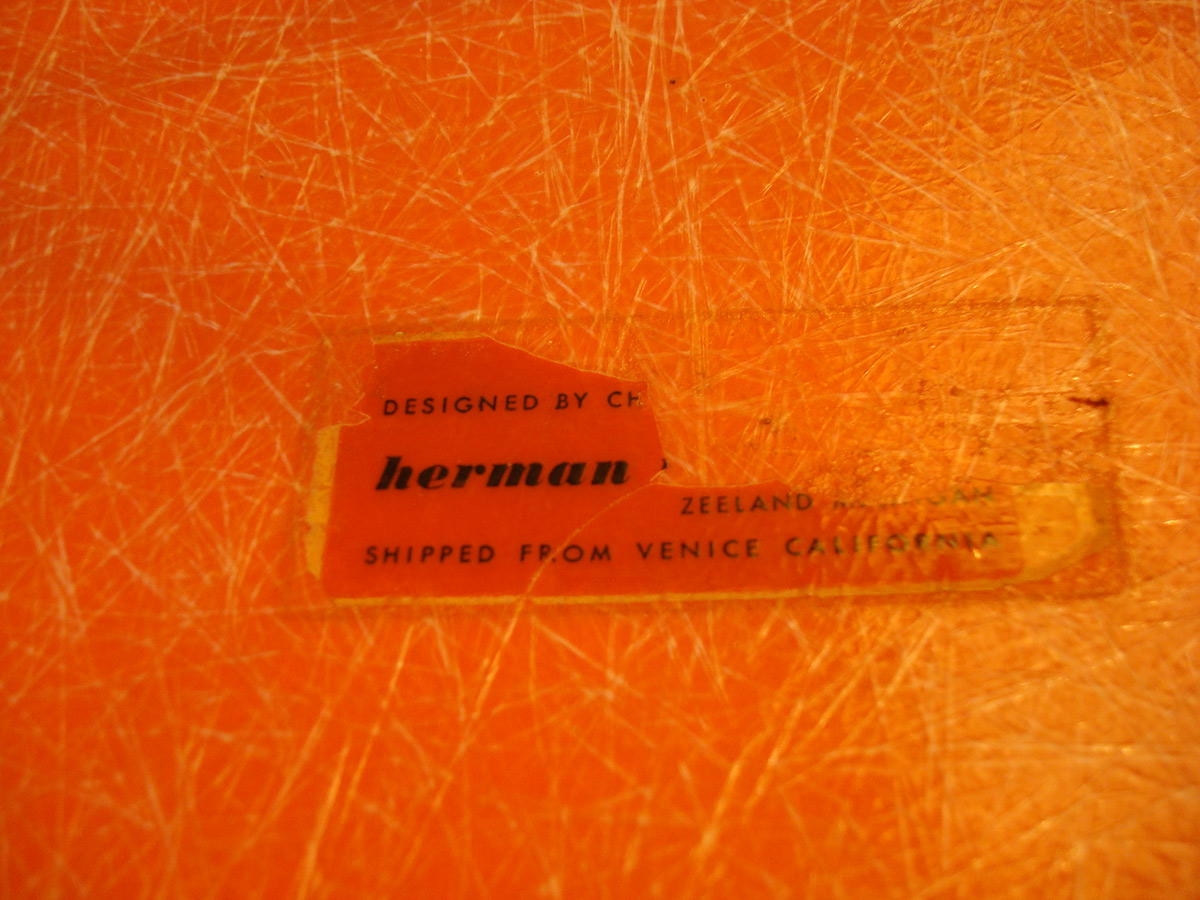 DESIGNED BY CH
herman
ZEELAND
SHIPPED FROM VENICE CALIFORNIA